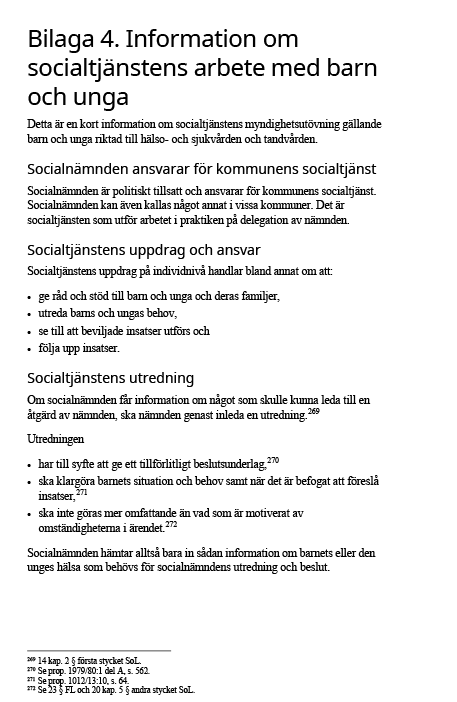 Bilaga 4. Information om
socialtjänstens arbete med barn
och unga
Detta är en kort information om socialtjänstens myndighetsutövning gällande
barn och unga riktad till hälso- och sjukvården och tandvården.
Socialnämnden ansvarar för kommunens socialtjänst
Socialnämnden är politiskt tillsatt och ansvarar för kommunens socialtjänst.
Socialnämnden kan även kallas något annat i vissa kommuner. Det är
socialtjänsten som utför arbetet i praktiken på delegation av nämnden.
Socialtjänstens uppdrag och ansvar
Socialtjänstens uppdrag på individnivå handlar bland annat om att:
• ge råd och stöd till barn och unga och deras familjer,
• utreda barns och ungas behov,
• se till att beviljade insatser utförs och
• följa upp insatser.
Socialtjänstens utredning
Om socialnämnden får information om något som skulle kunna leda till en
åtgärd av nämnden, ska nämnden genast inleda en utredning.269
Utredningen
• har till syfte att ge ett tillförlitligt beslutsunderlag,270
• ska klargöra barnets situation och behov samt när det är befogat att föreslå
insatser,271
• ska inte göras mer omfattande än vad som är motiverat av
omständigheterna i ärendet.272
Socialnämnden hämtar alltså bara in sådan information om barnets eller den
unges hälsa som behövs för socialnämndens utredning och beslut.
269 14 kap. 2 § första stycket SoL.
270 Se prop. 1979/80:1 del A, s. 562.
271 Se prop. 1012/13:10, s. 64.
272 Se 23 § FL och 20 kap. 5 § andra stycket SoL.